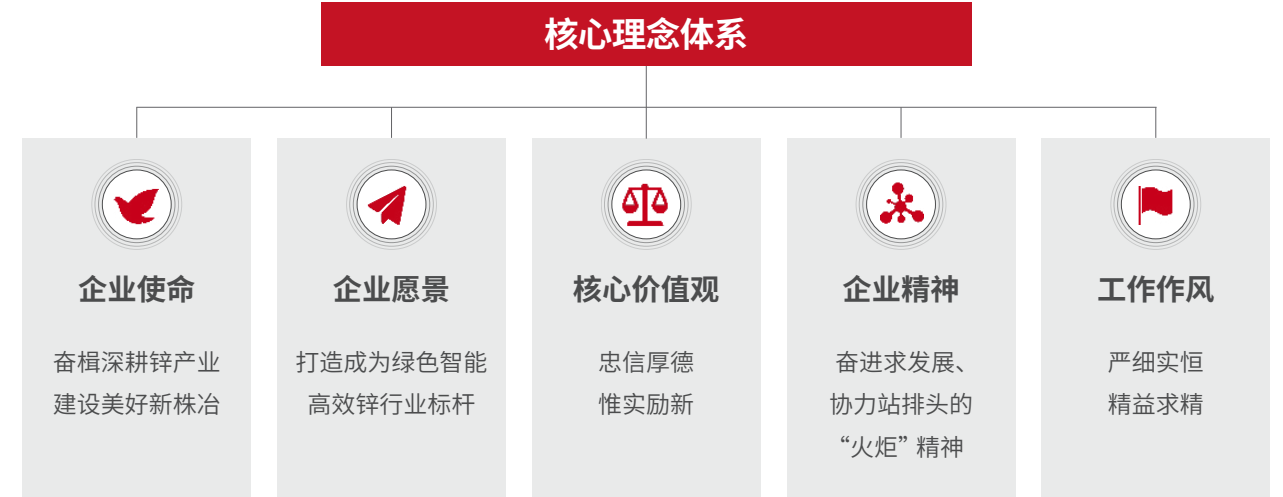 核心理念体系
企业使命
奋楫深耕锌产业
建设美好新株冶
企业愿景
打造成为绿色智能
高效锌行业标杆
核心价值观
忠信厚德
惟实励新
企业精神
奋进求发展、
协力站排头的
“火炬”精神
工作作风
严细实恒
精益求精